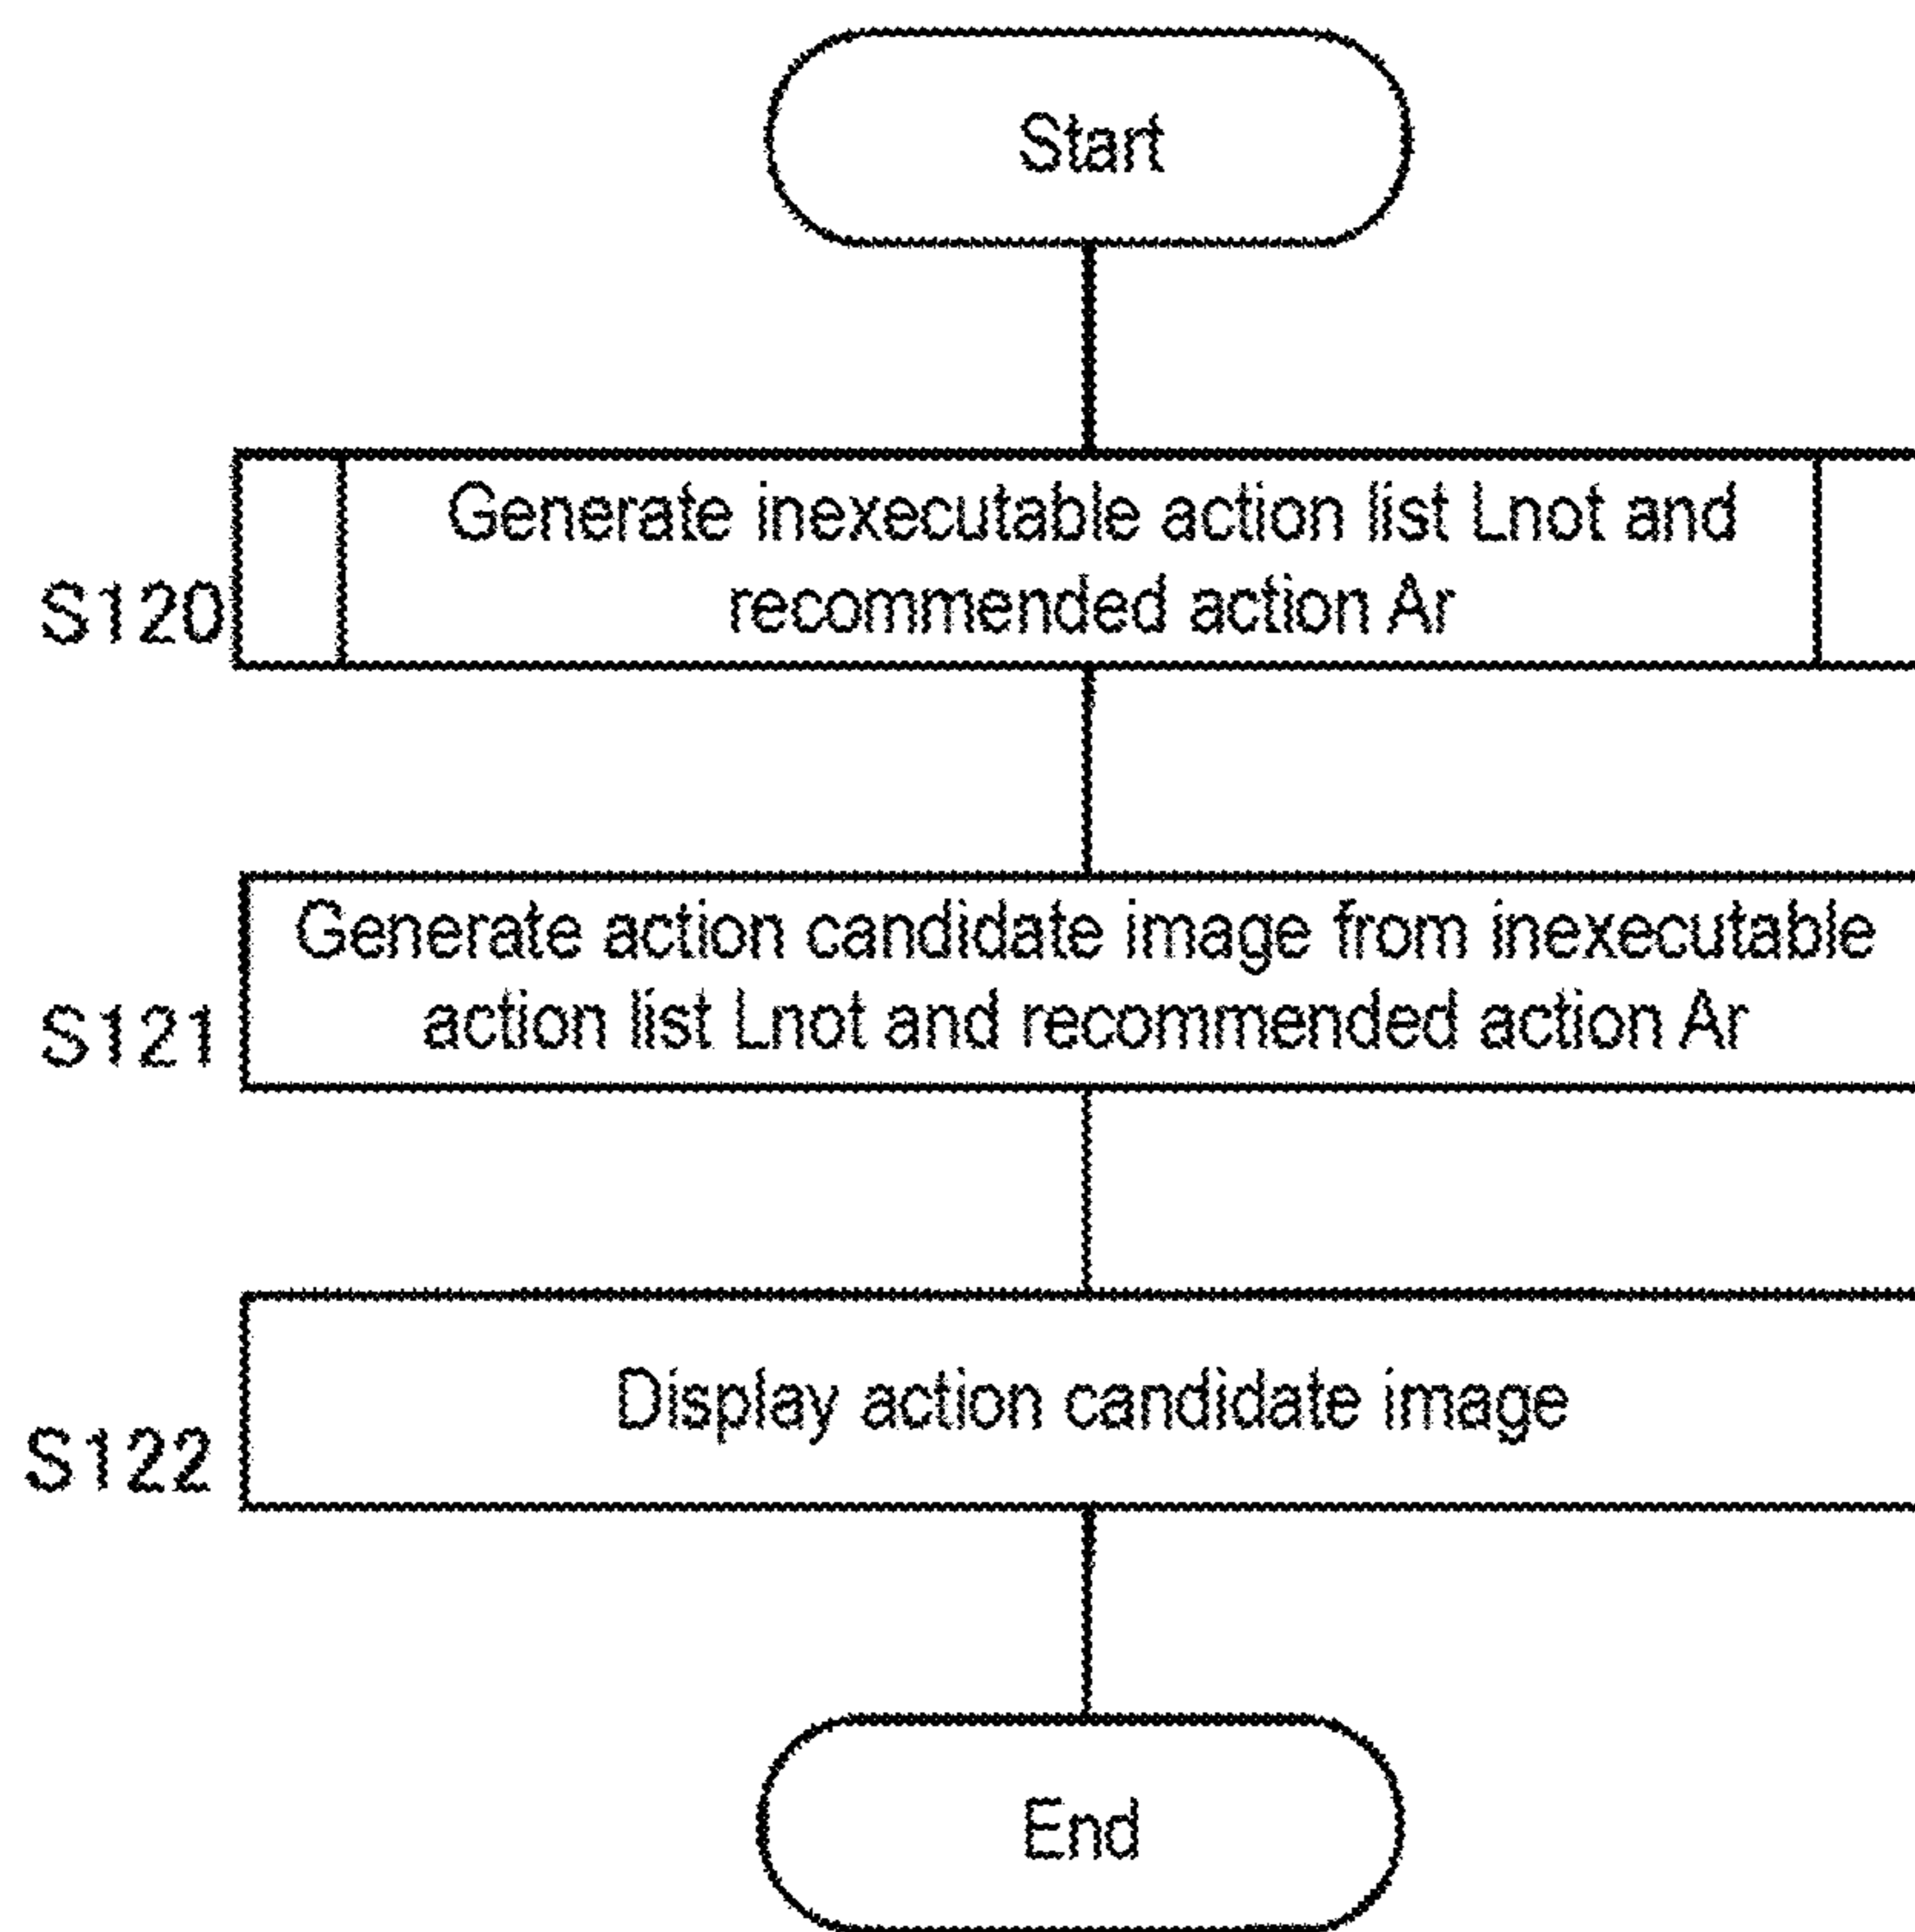 Start
Generate inexecutable action list Lnot and
recommended action Ar
S120
Generate action candidate image from inexecutable
action list Lnot and recommended action Ar
S121
Display action candidate image
S122
End